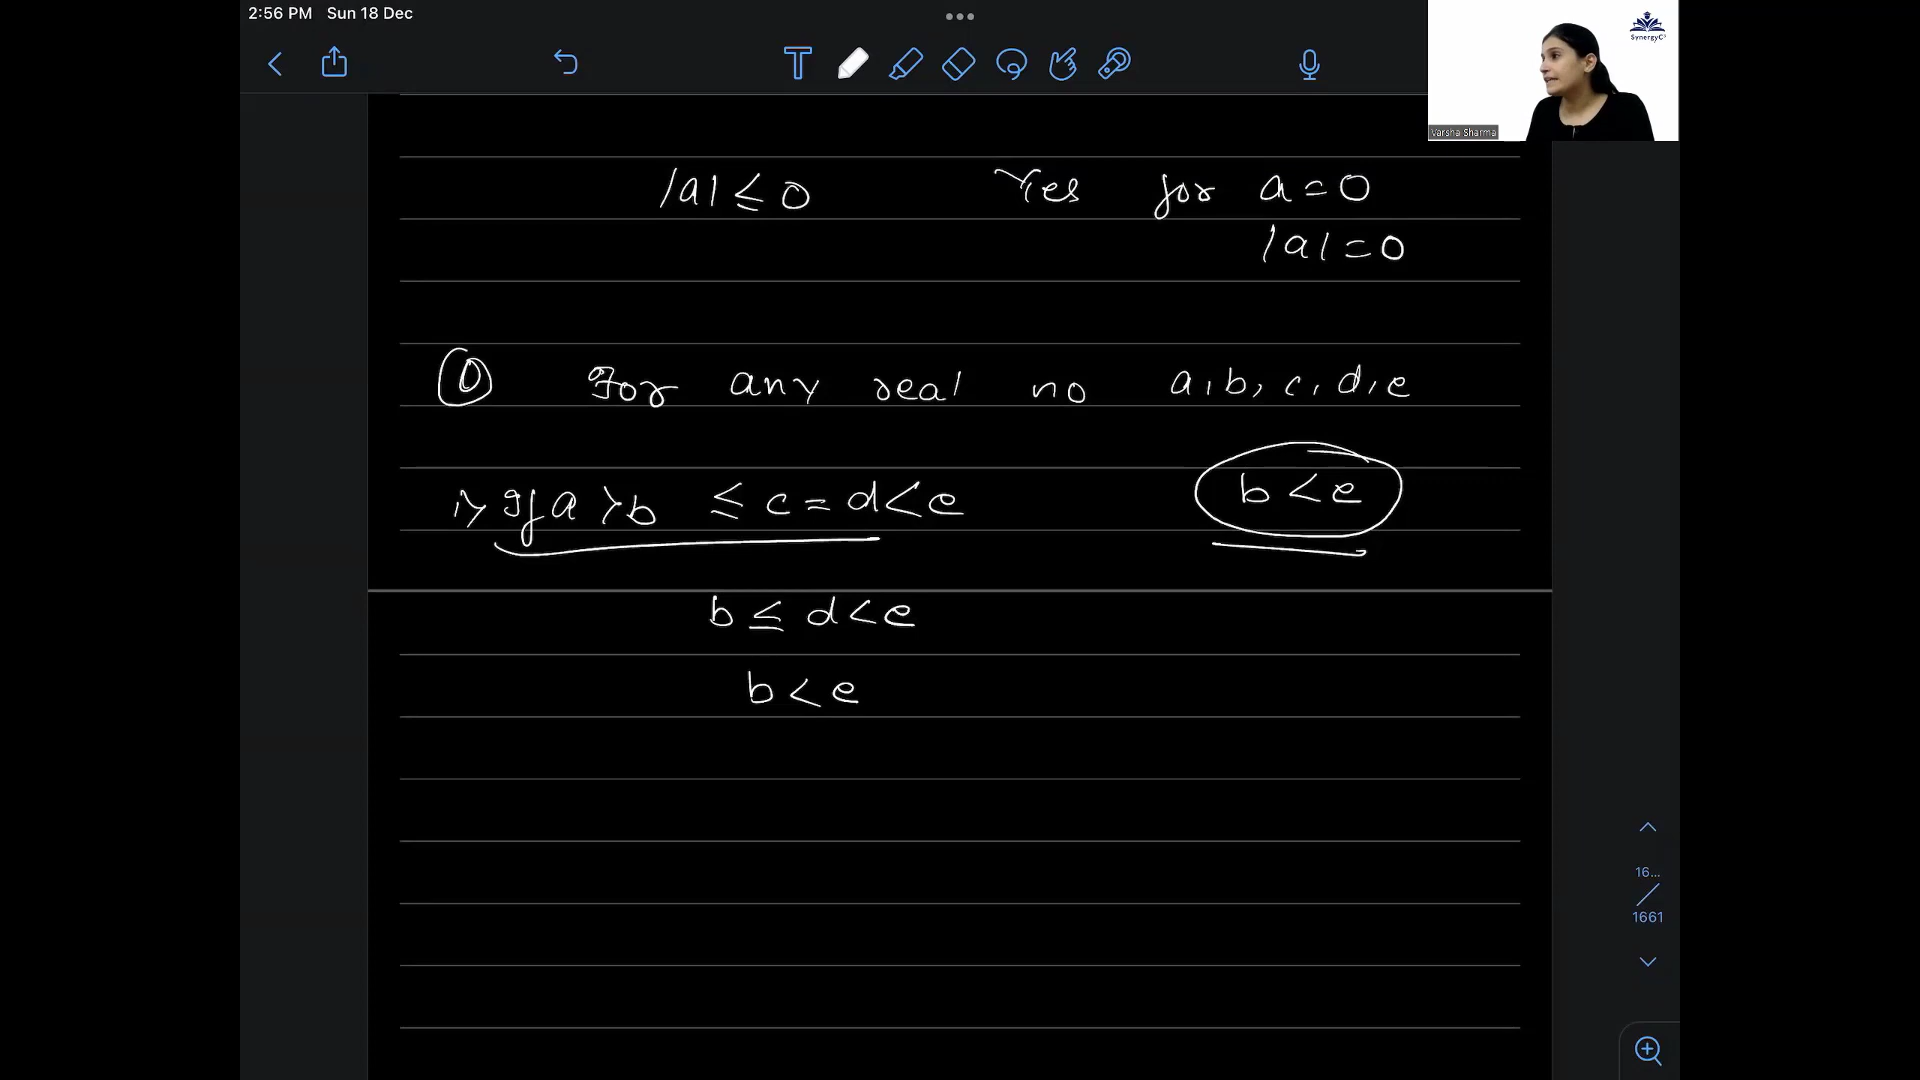 2:56 PM Sun 18 Dec
SynergyC²
Varsha Sharma
|a| ≤ 0 Yes for a = 0
|a| = 0
Q For any real no a, b, c, d, e
i> If a > b ≤ c = d < e b < e
b ≤ d < e
b < e
16...
1661